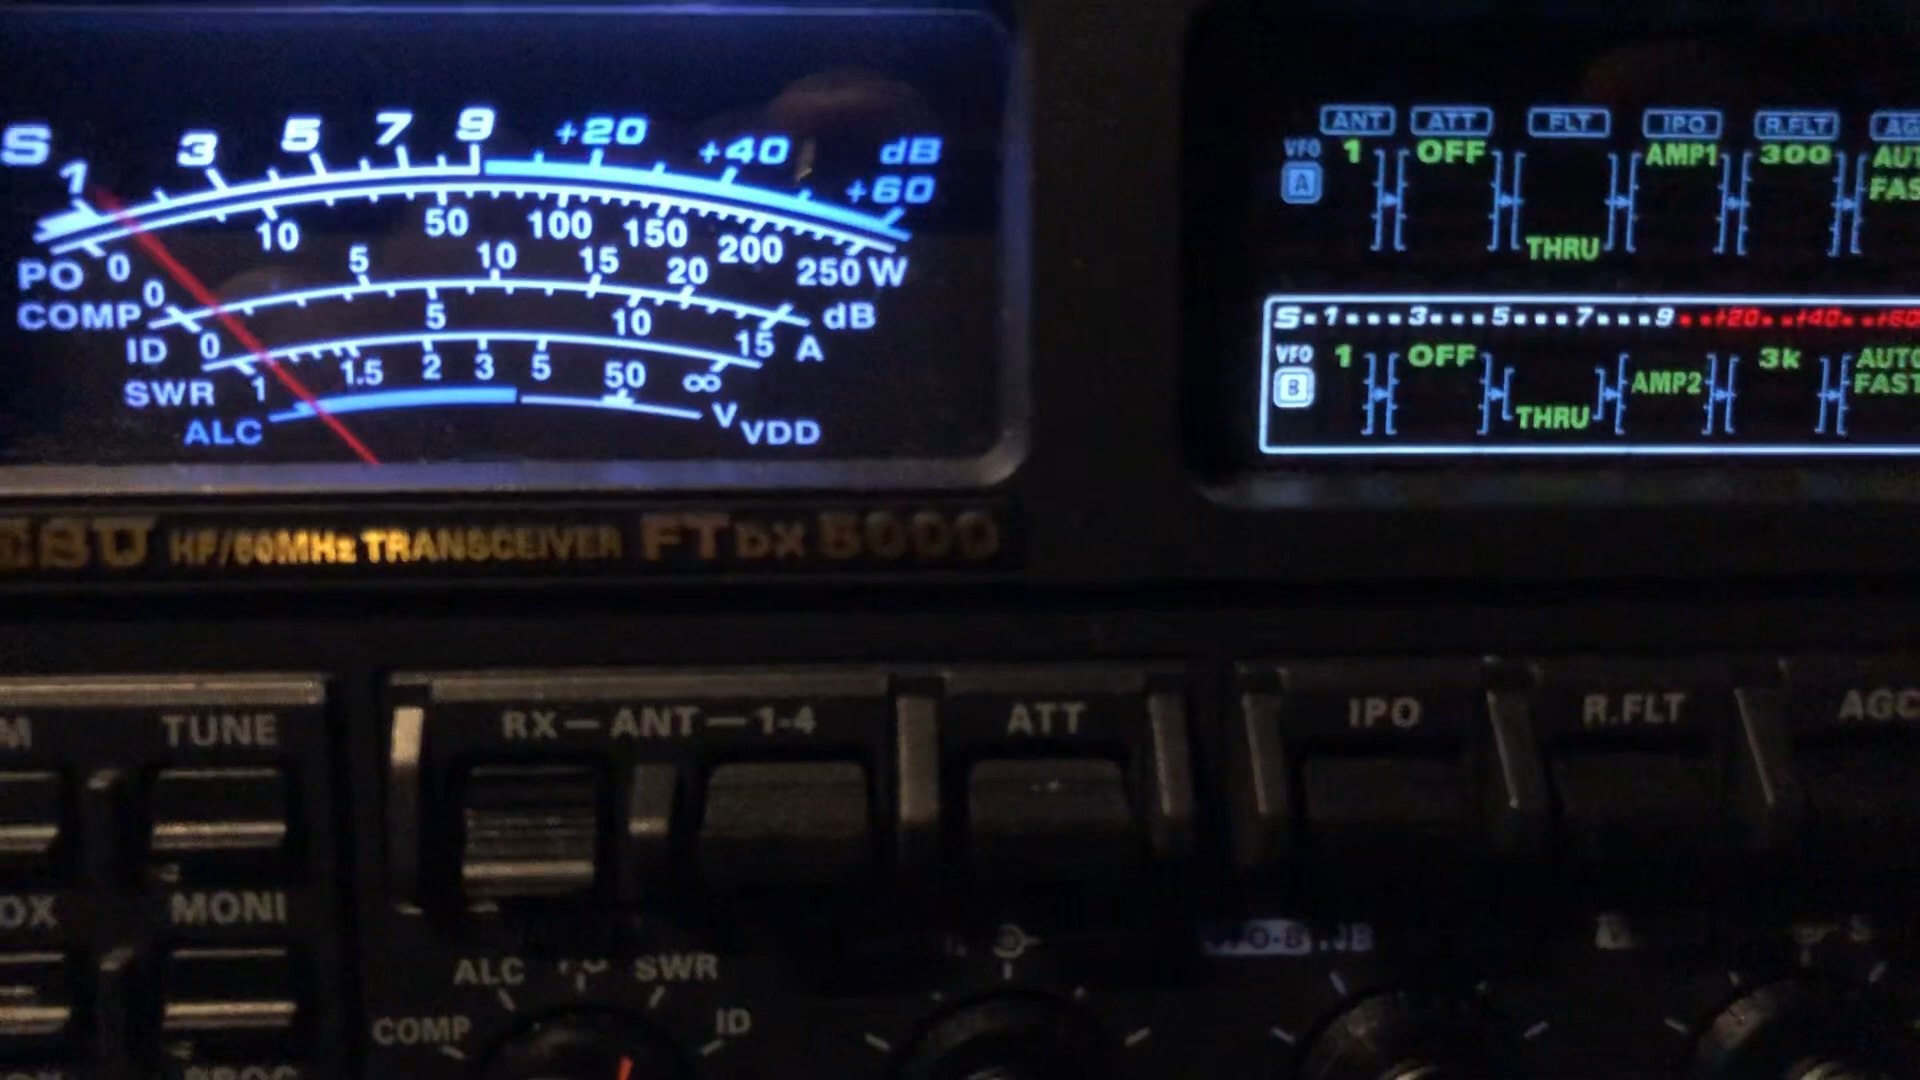 S 1 3 5 7 9 +20 +40 +60 dB
PO 0 10 50 100 150 200 250 W
COMP 0 5 10 15 20 dB
ID 0 5 10 15 A
SWR 1 1.5 2 3 5 50 ∞
ALC V VDD
ANT ATT FLT IPO R.FLT
VFO A 1 OFF THRU AMP1 300
S 1 3 5 7 9 +20 +40 +60
VFO B 1 OFF THRU AMP2 3k AUTO FAST
HF/50MHz TRANSCEIVER FT DX 5000
TUNE RX-ANT-1-4 ATT IPO R.FLT AGC
MONI
ALC SWR
COMP ID
PROC